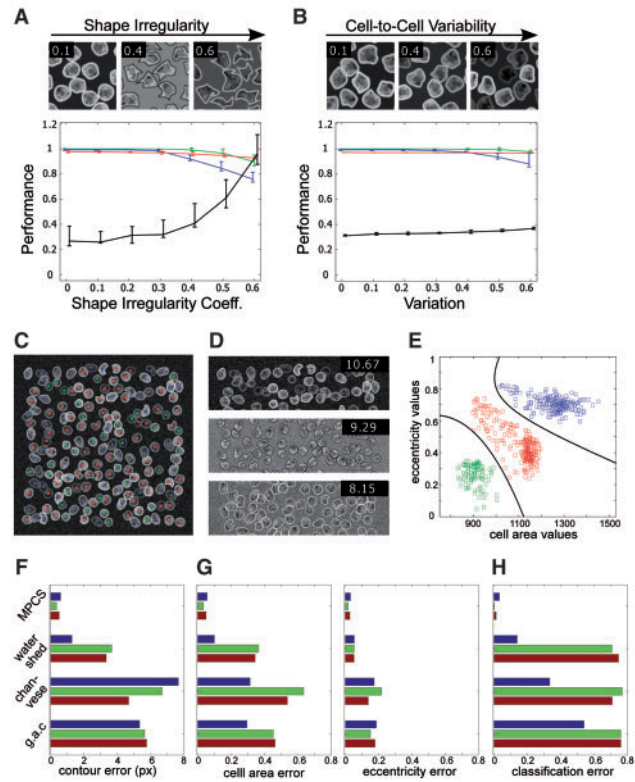 A
Shape Irregularity
0.1
0.4
0.6
Performance
1.2
1
0.8
0.6
0.4
0.2
0
0 0.1 0.2 0.3 0.4 0.5 0.6
Shape Irregularity Coeff.
B
Cell-to-Cell Variability
0.1
0.4
0.6
Performance
1.2
1
0.8
0.6
0.4
0.2
0
0 0.1 0.2 0.3 0.4 0.5 0.6
Variation
C
D
10.67
9.29
8.15
E
eccentricity values
1
0.8
0.6
0.4
0.2
0
900 1100 1300 1500
cell area values
F
MPCS
water
shed
chan-
vese
g.a.c
0 2 4 6 8
contour error (px)
G
0 0.2 0.4 0.6 0.8
celll area error
0 0.2 0.4 0.6 0.8
eccentricity error
H
0 0.2 0.4 0.6 0.8
classification error